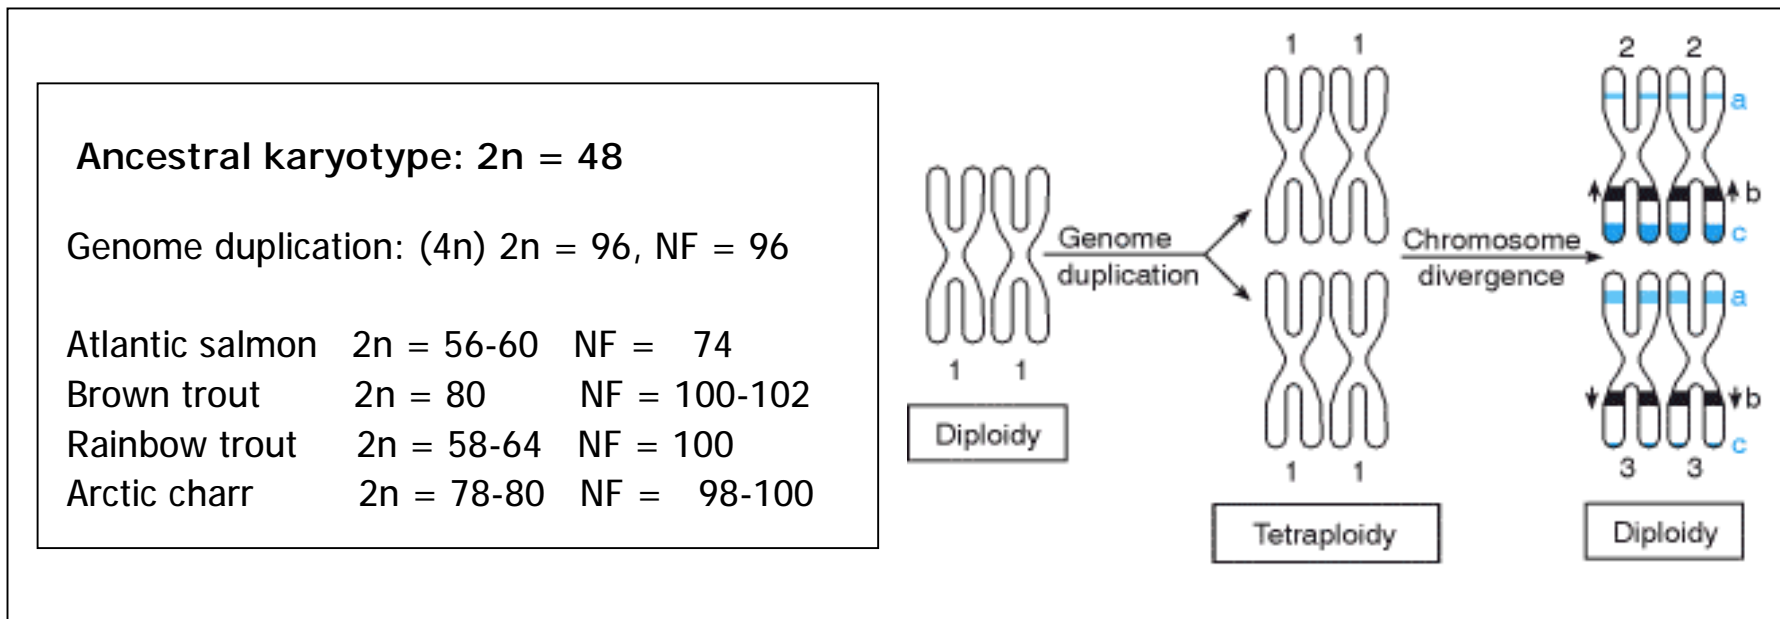 Ancestral karyotype: 2n = 48
Genome duplication: (4n) 2n = 96, NF = 96
Atlantic salmon 2n = 56-60 NF = 74
Brown trout 2n = 80 NF = 100-102
Rainbow trout 2n = 58-64 NF = 100
Arctic charr 2n = 78-80 NF = 98-100
1 1
Diploidy
Genome
duplication
1 1
1 1
Tetraploidy
Chromosome
divergence
2 2
a
b
c
a
b
c
3 3
Diploidy